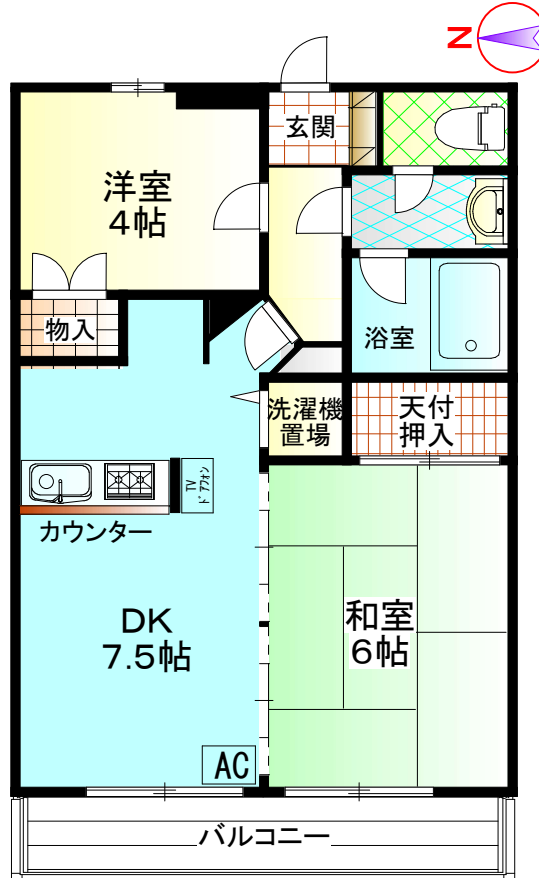 N
玄関
洋室
4帖
物入
浴室
洗濯機
置場
天付
押入
TV
ドアフォン
カウンター
DK
7.5帖
和室
6帖
AC
バルコニー